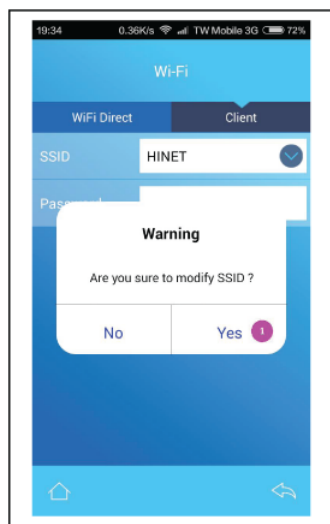 19:34 0.36K/s TW Mobile 3G 72%
Wi-Fi
WiFi Direct Client
SSID HINET
Warning
Are you sure to modify SSID ?
No Yes 1